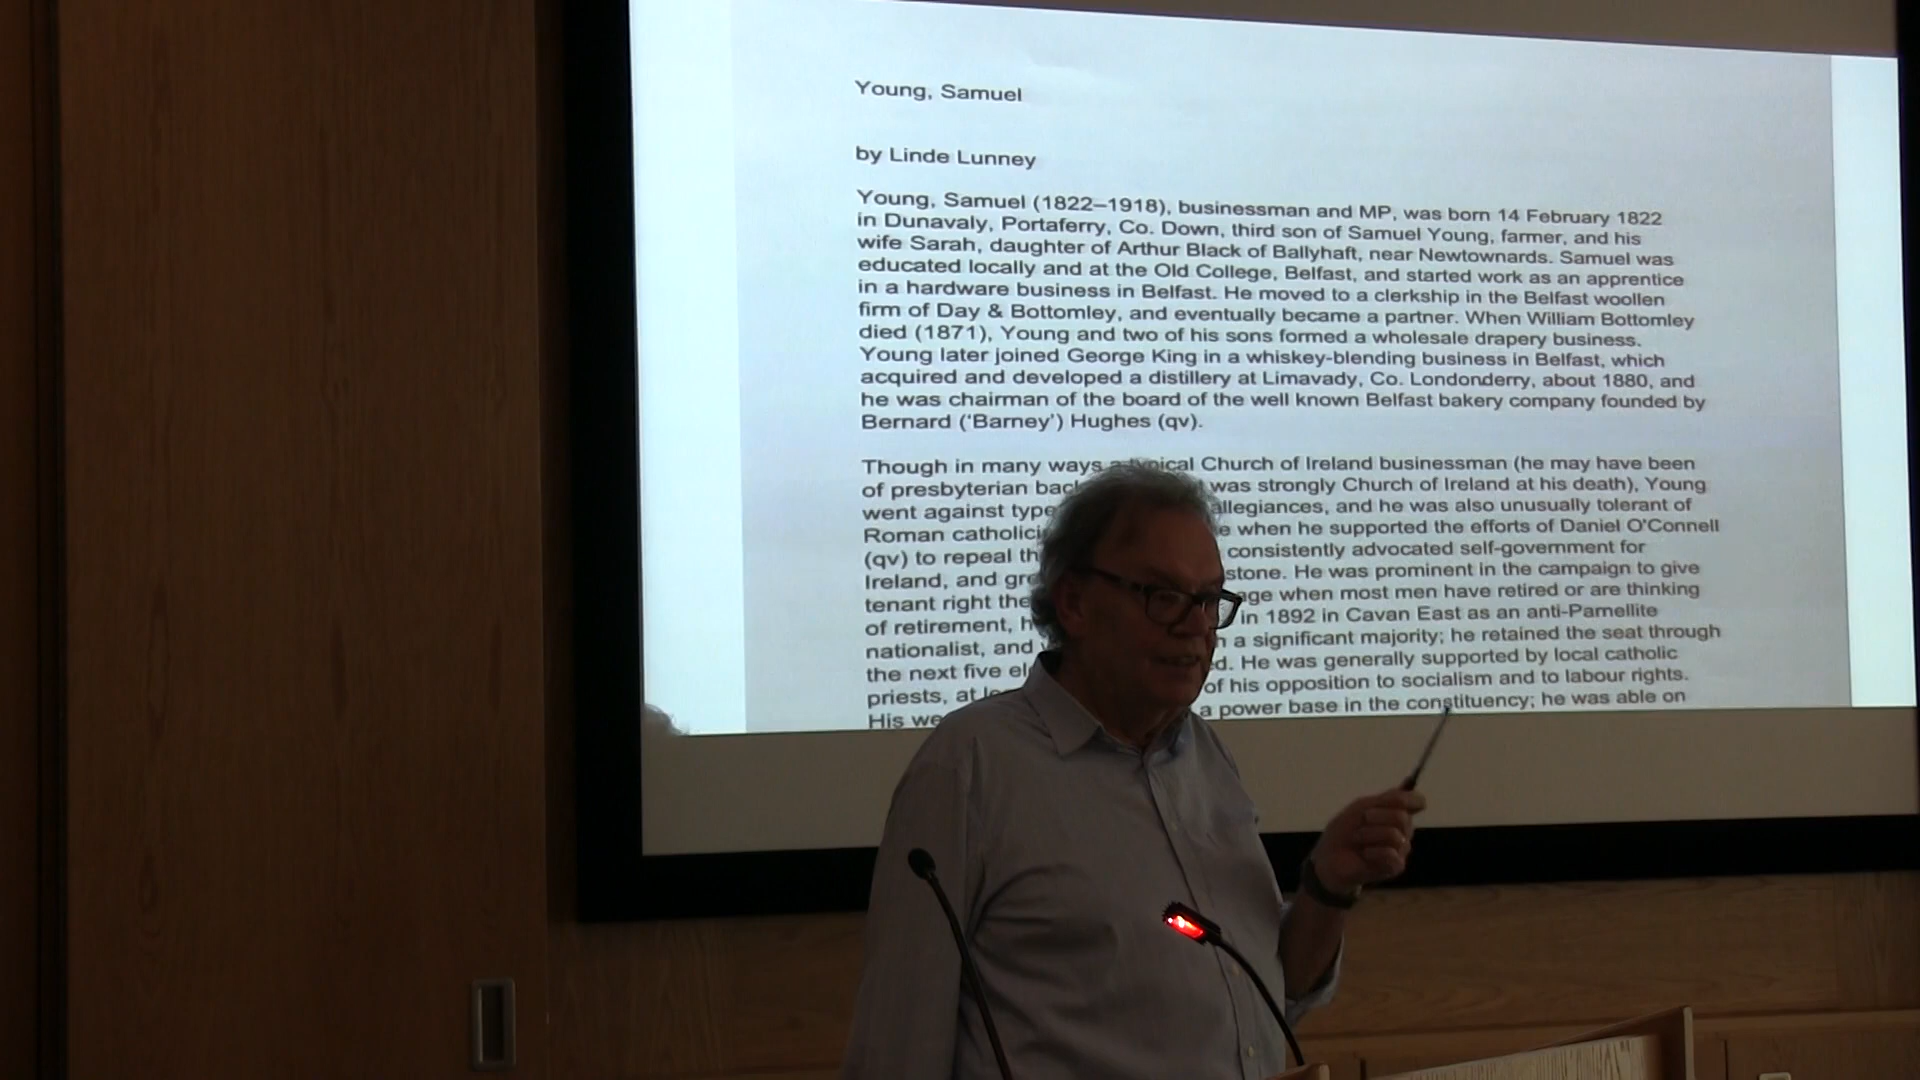 Young, Samuel
by Linde Lunney
Young, Samuel (1822–1918), businessman and MP, was born 14 February 1822
in Dunavaly, Portaferry, Co. Down, third son of Samuel Young, farmer, and his
wife Sarah, daughter of Arthur Black of Ballyhaft, near Newtownards. Samuel was
educated locally and at the Old College, Belfast, and started work as an apprentice
in a hardware business in Belfast. He moved to a clerkship in the Belfast woollen
firm of Day & Bottomley, and eventually became a partner. When William Bottomley
died (1871), Young and two of his sons formed a wholesale drapery business.
Young later joined George King in a whiskey-blending business in Belfast, which
acquired and developed a distillery at Limavady, Co. Londonderry, about 1880, and
he was chairman of the board of the well known Belfast bakery company founded by
Bernard (‘Barney’) Hughes (qv).
Though in many ways a typical Church of Ireland businessman (he may have been
of presbyterian was strongly Church of Ireland at his death), Young
went against type allegiances, and he was also unusually tolerant of
Roman when he supported the efforts of Daniel O'Connell
(qv) to repeal consistently advocated self-government for
Ireland, and He was prominent in the campaign to give
tenant right when most men have retired or are thinking
of retirement, in 1892 in Cavan East as an anti-Parnellite
nationalist, and a significant majority; he retained the seat through
the next five He was generally supported by local catholic
priests, at of his opposition to socialism and to labour rights.
His a power base in the constituency; he was able on